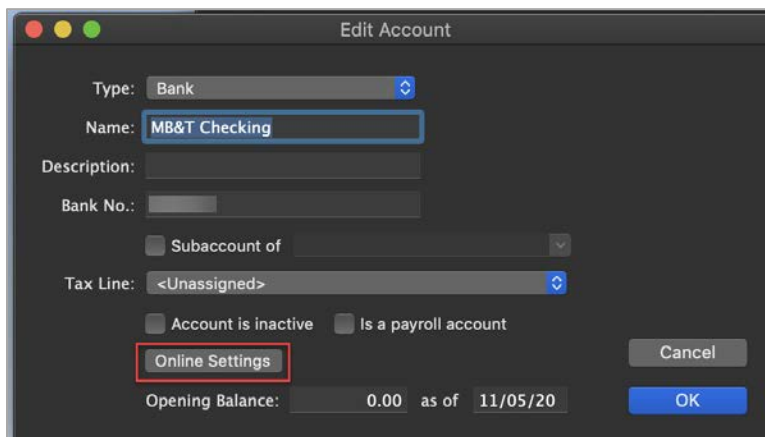 Edit Account
Type: Bank
Name: MB&T Checking
Description:
Bank No.:
Subaccount of
Tax Line: <Unassigned>
Account is inactive Is a payroll account
Online Settings
Cancel
Opening Balance: 0.00 as of 11/05/20
OK